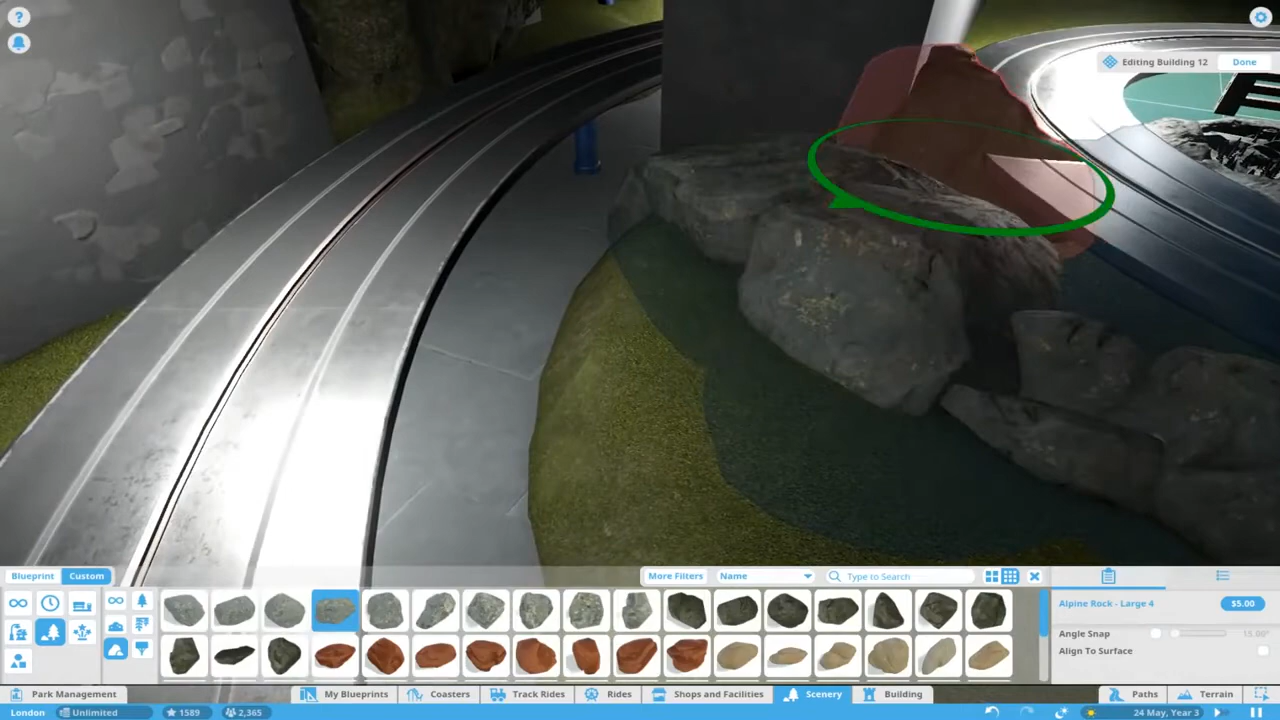 ?
Editing Building 12 Done
Blueprint Custom
More Filters Name Type to Search
Alpine Rock - Large 4 $5.00
Angle Snap 15.00°
Align To Surface
Park Management My Blueprints Coasters Track Rides Rides Shops and Facilities Scenery Building Paths Terrain
London Unlimited 1589 2,365 24 May, Year 3